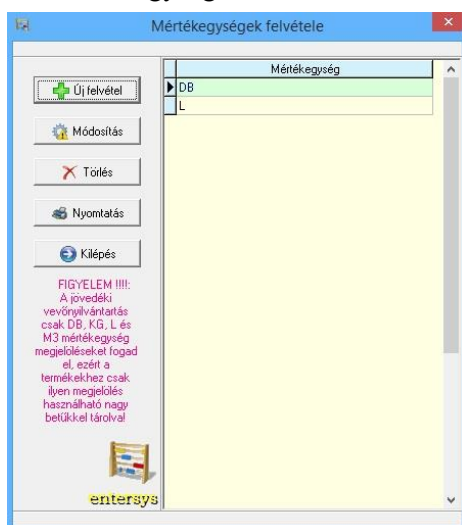 Mértékegységek felvétele
Mértékegység
Új felvétel
DB
L
Módosítás
Törlés
Nyomtatás
Kilépés
FIGYELEM !!!!:
A jövedéki
vevőnyilvántartás
csak DB, KG, L és
M3 mértékegység
megjelöléseket fogad
el, ezért a
termékekhez csak
ilyen megjelölés
használható nagy
betűkkel tárolva!
entersys